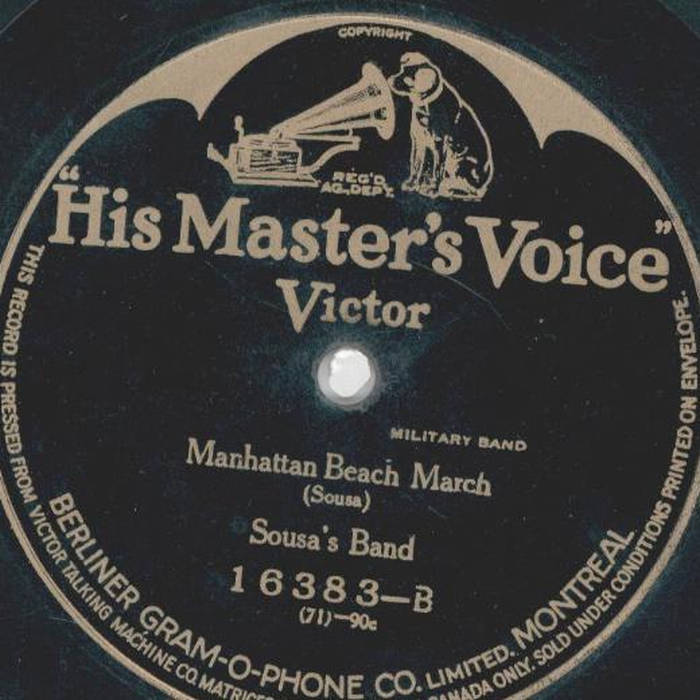 COPYRIGHT
REG'D.
AG., DEPT.
"His Master's Voice"
Victor
MILITARY BAND
Manhattan Beach March
(Sousa)
Sousa's Band
16383—B
(71)—90c
BERLINER GRAM-O-PHONE CO. LIMITED. MONTREAL
THIS RECORD IS PRESSED FROM VICTOR TALKING MACHINE CO. MATRICES
CANADA ONLY. SOLD UNDER CONDITIONS PRINTED ON ENVELOPE.